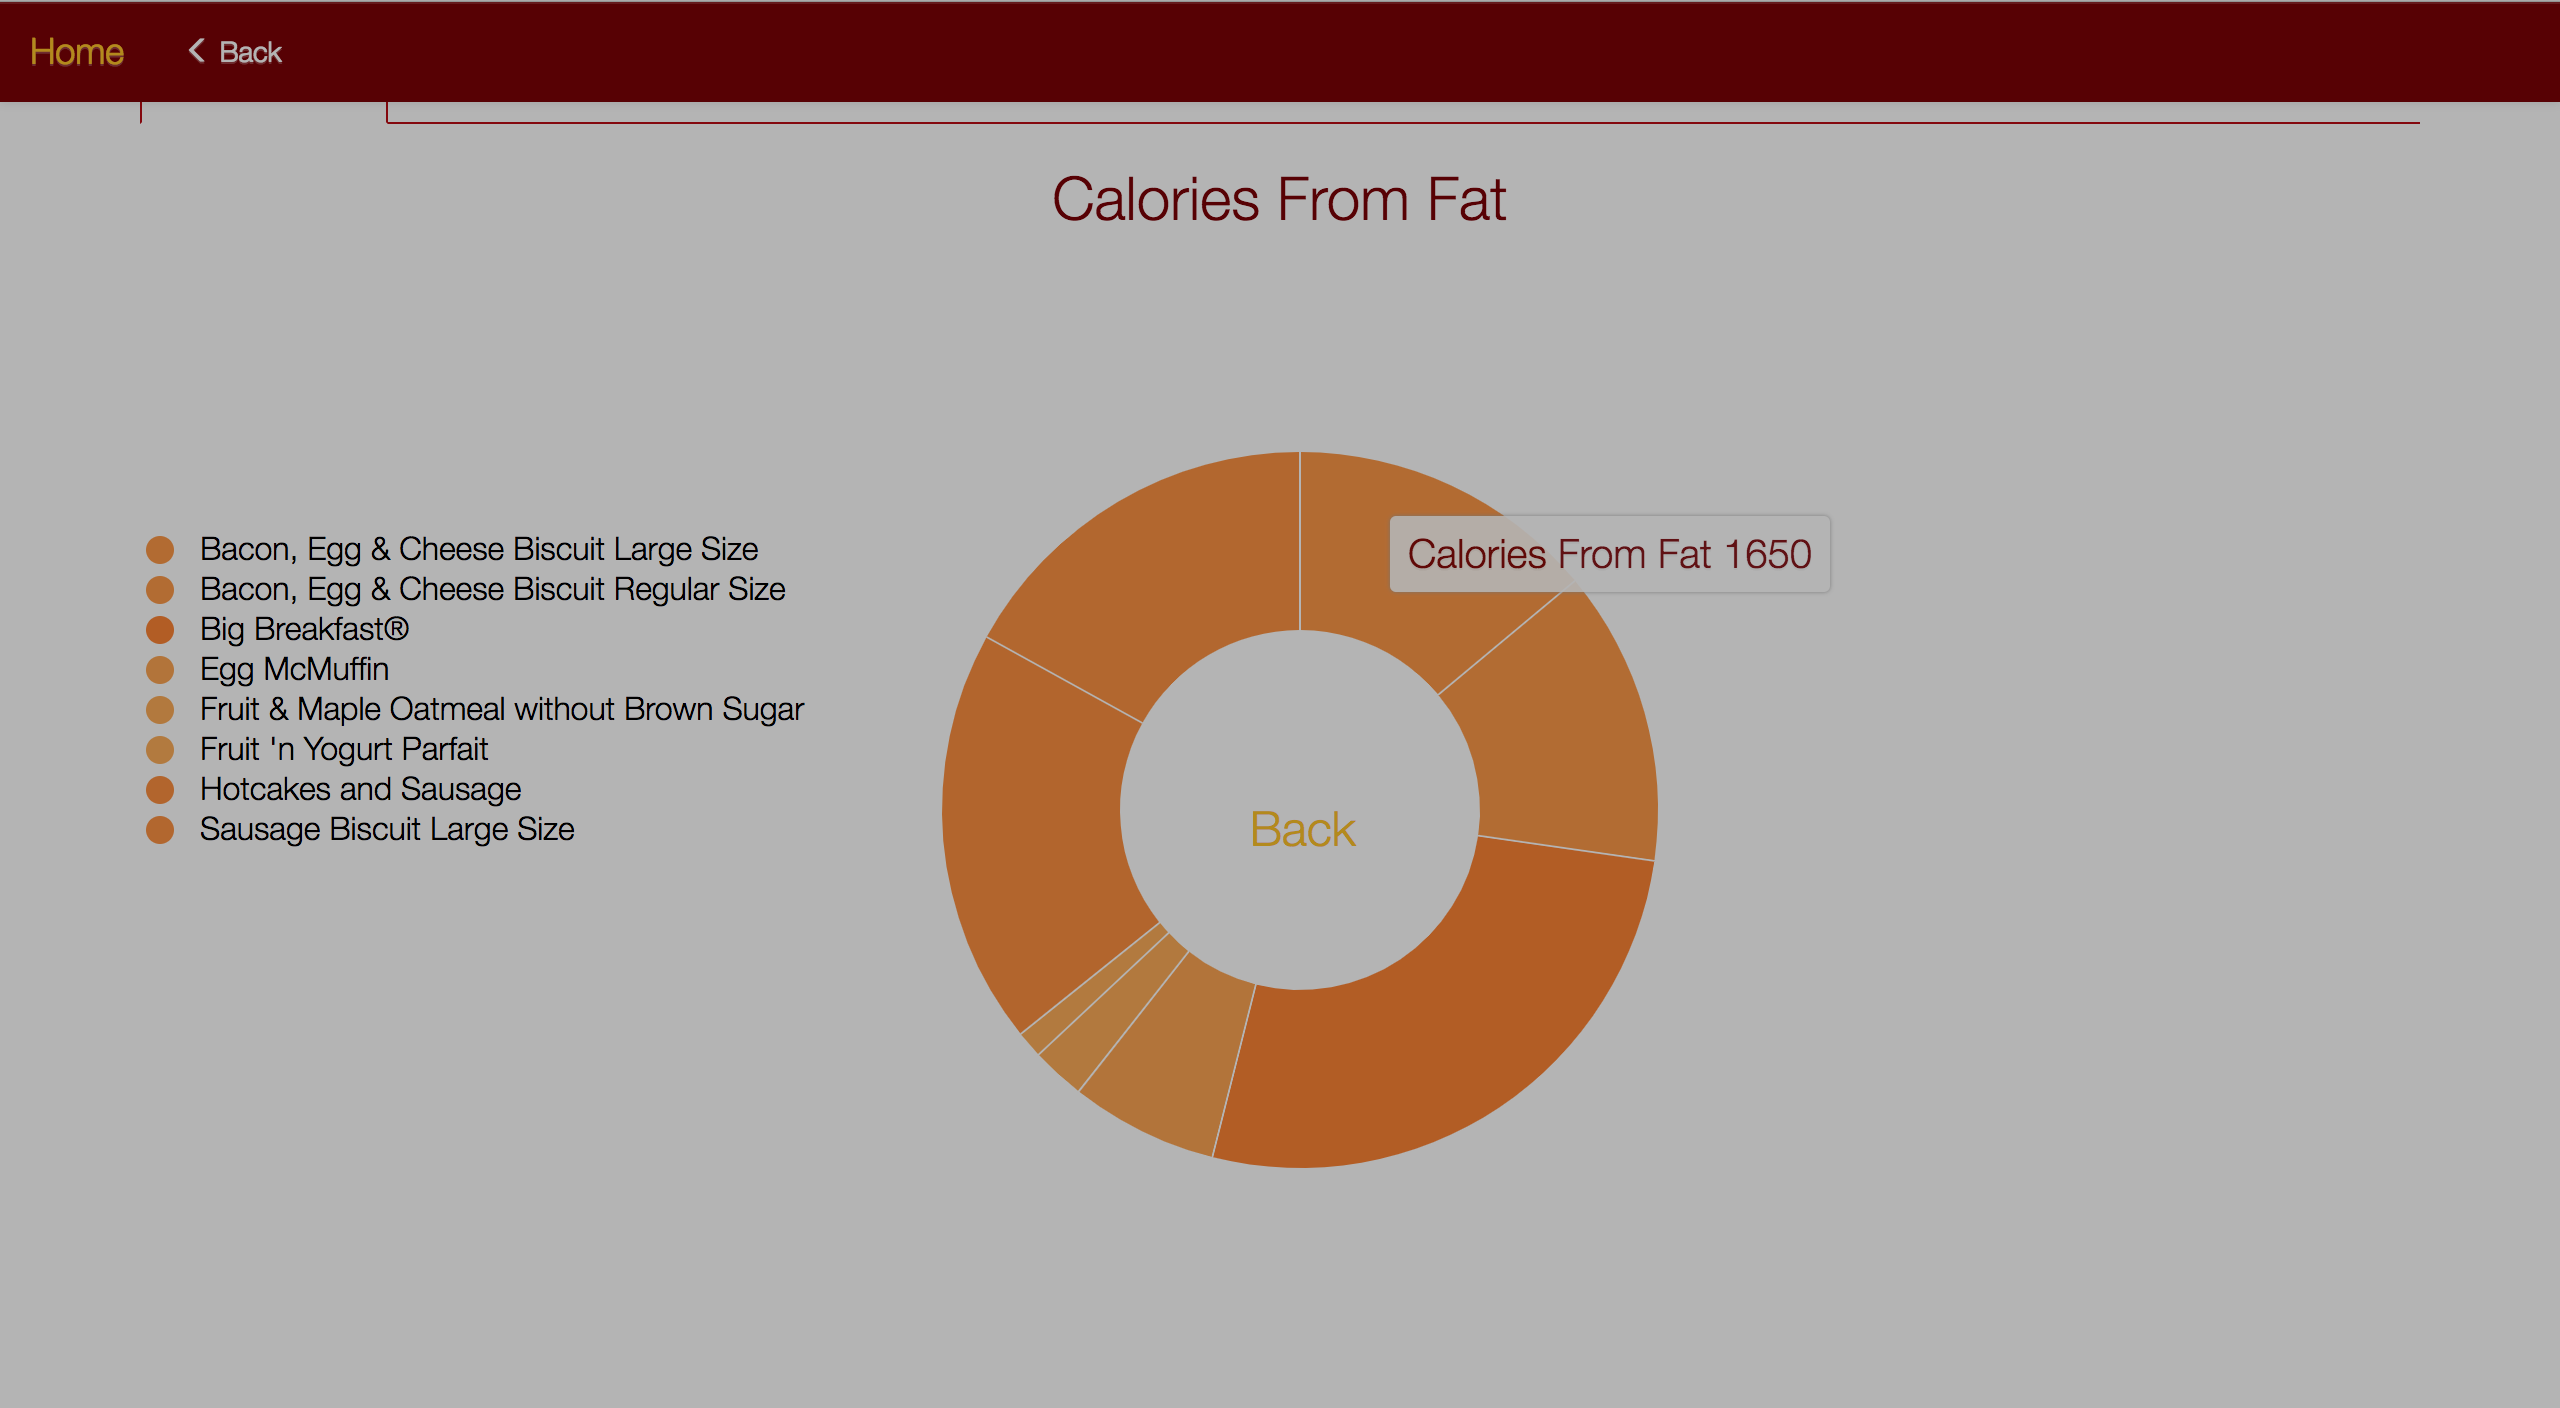 Home
Back
Calories From Fat
Calories From Fat 1650
Bacon, Egg & Cheese Biscuit Large Size
Bacon, Egg & Cheese Biscuit Regular Size
Big Breakfast®
Egg McMuffin
Fruit & Maple Oatmeal without Brown Sugar
Fruit 'n Yogurt Parfait
Hotcakes and Sausage
Sausage Biscuit Large Size
Back